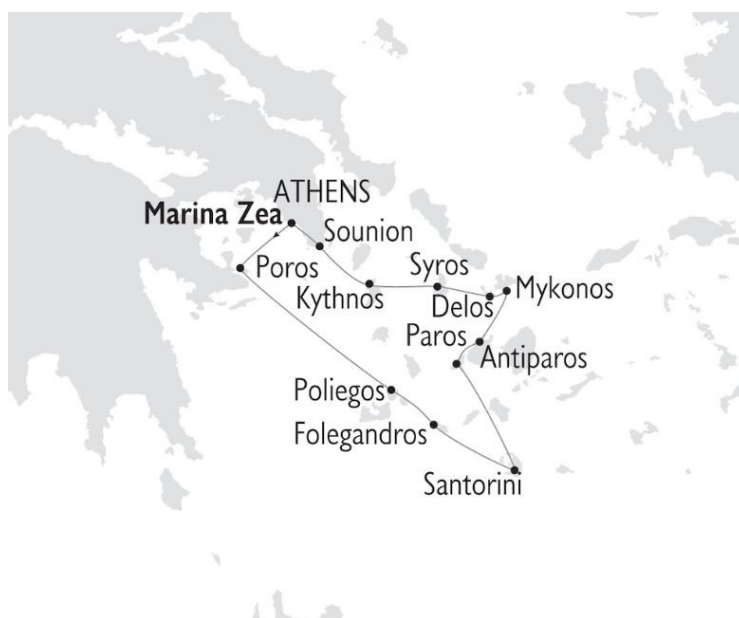 ATHENS
Marina Zea
Sounion
Poros
Syros
Kythnos
Delos
Mykonos
Paros
Antiparos
Poliegos
Folegandros
Santorini